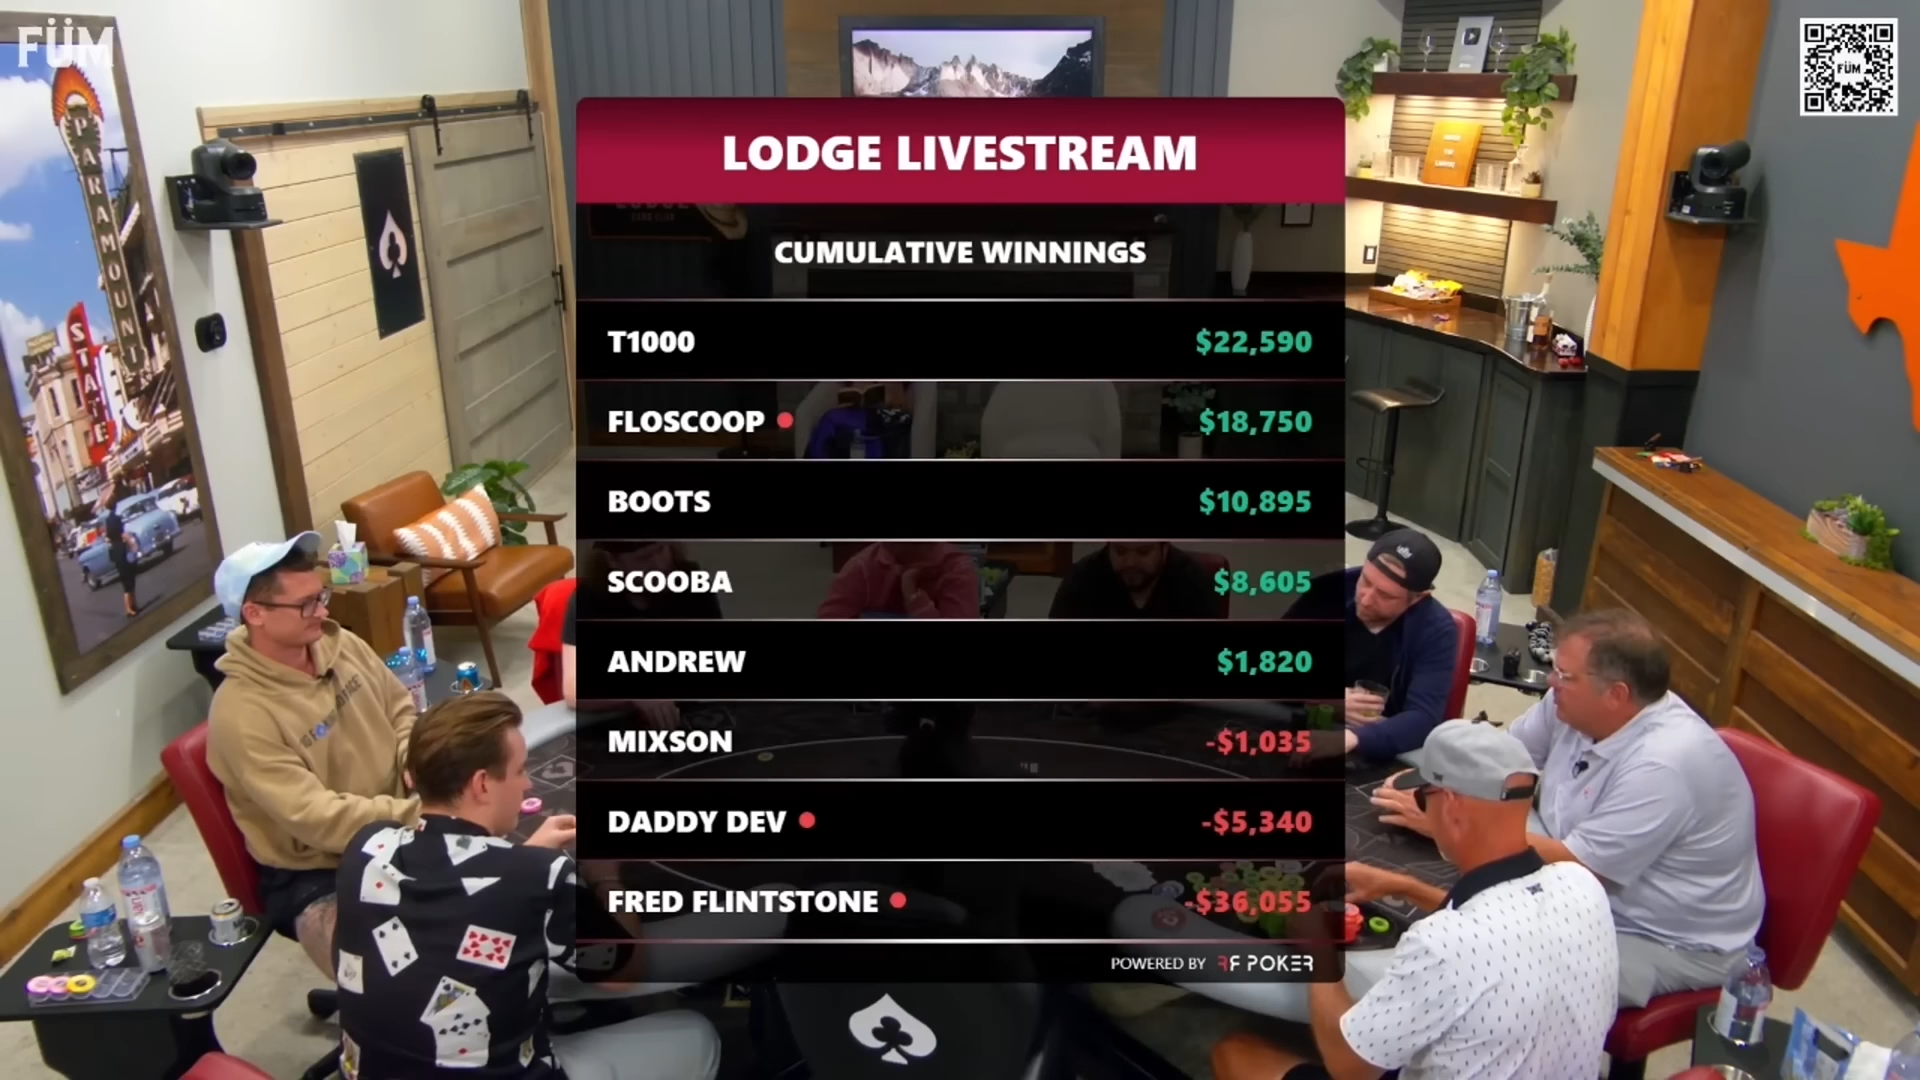 FÜM
FÜM
PARAMOUNT
STATE
LODGE LIVESTREAM
CUMULATIVE WINNINGS
T1000 $22,590
FLOSCOOP $18,750
BOOTS $10,895
SCOOBA $8,605
ANDREW $1,820
MIXSON -$1,035
DADDY DEV -$5,340
FRED FLINTSTONE -$36,055
POWERED BY RF POKER